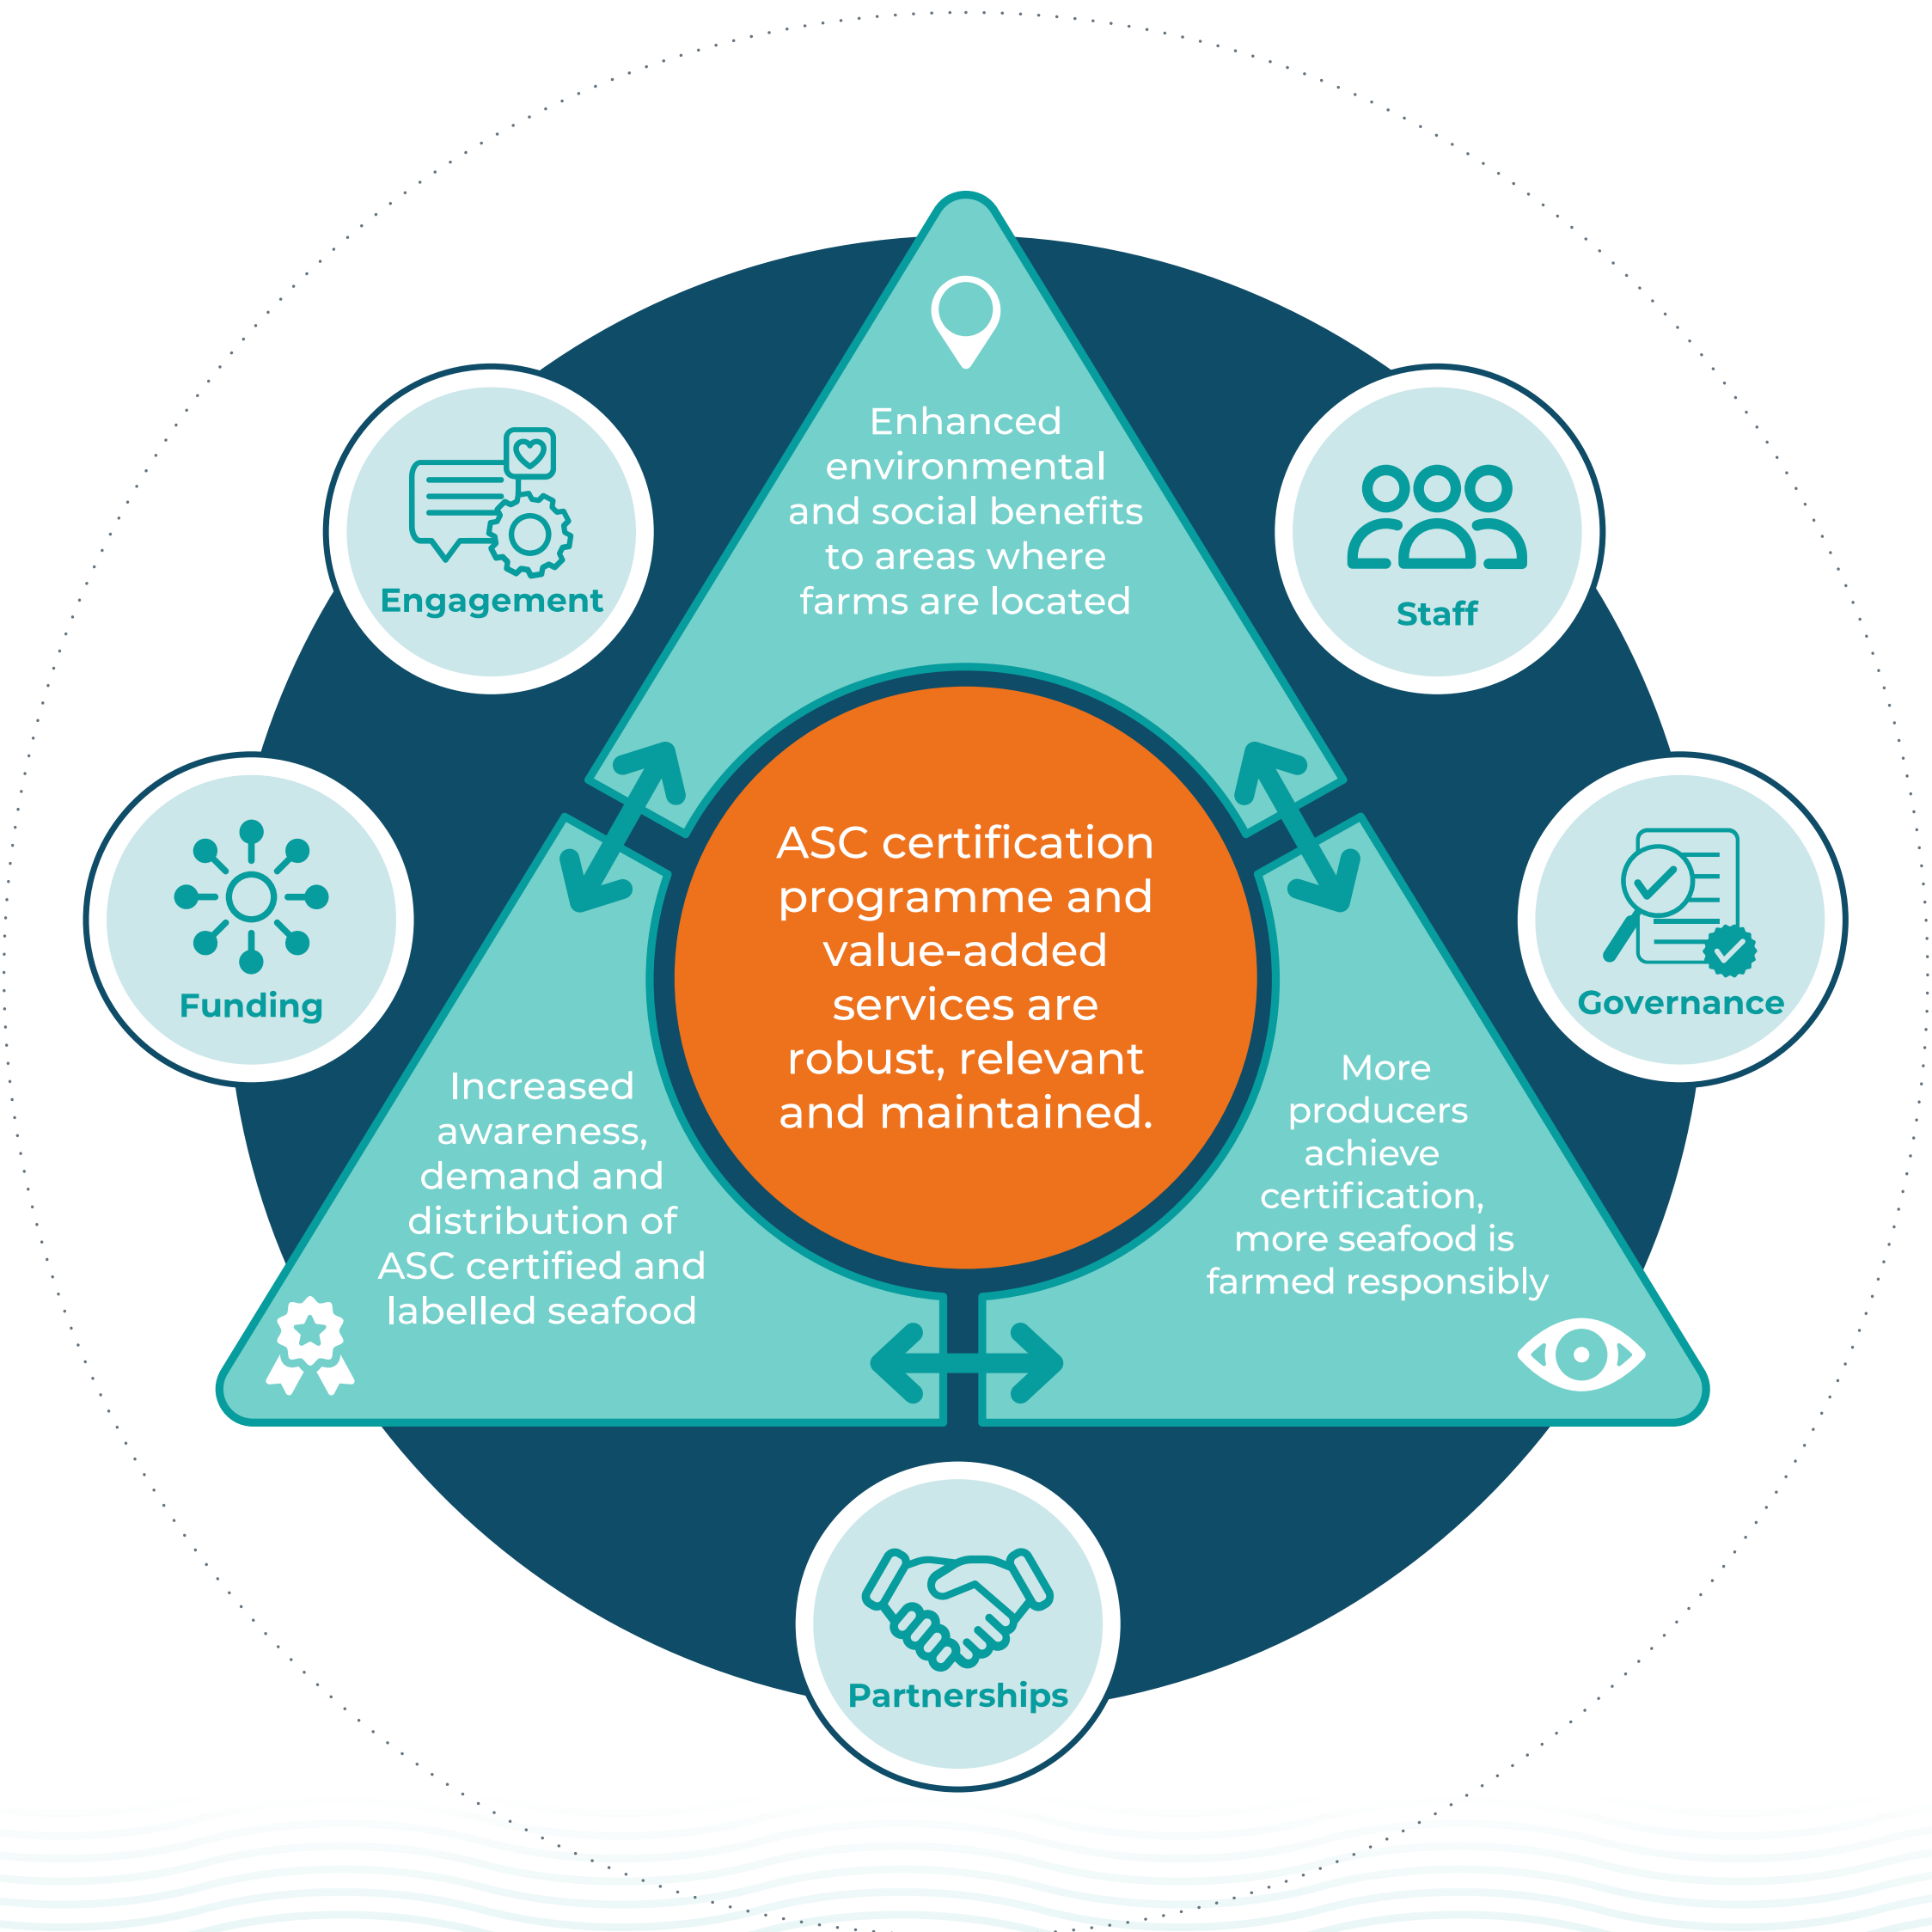 Enhanced
environmental
and social benefits
to areas where
farms are located
Engagement
Staff
Funding
Governance
ASC certification
programme and
value-added
services are
robust, relevant
and maintained.
Increased
awareness,
demand and
distribution of
ASC certified and
labelled seafood
More
producers
achieve
certification,
more seafood is
farmed responsibly
Partnerships